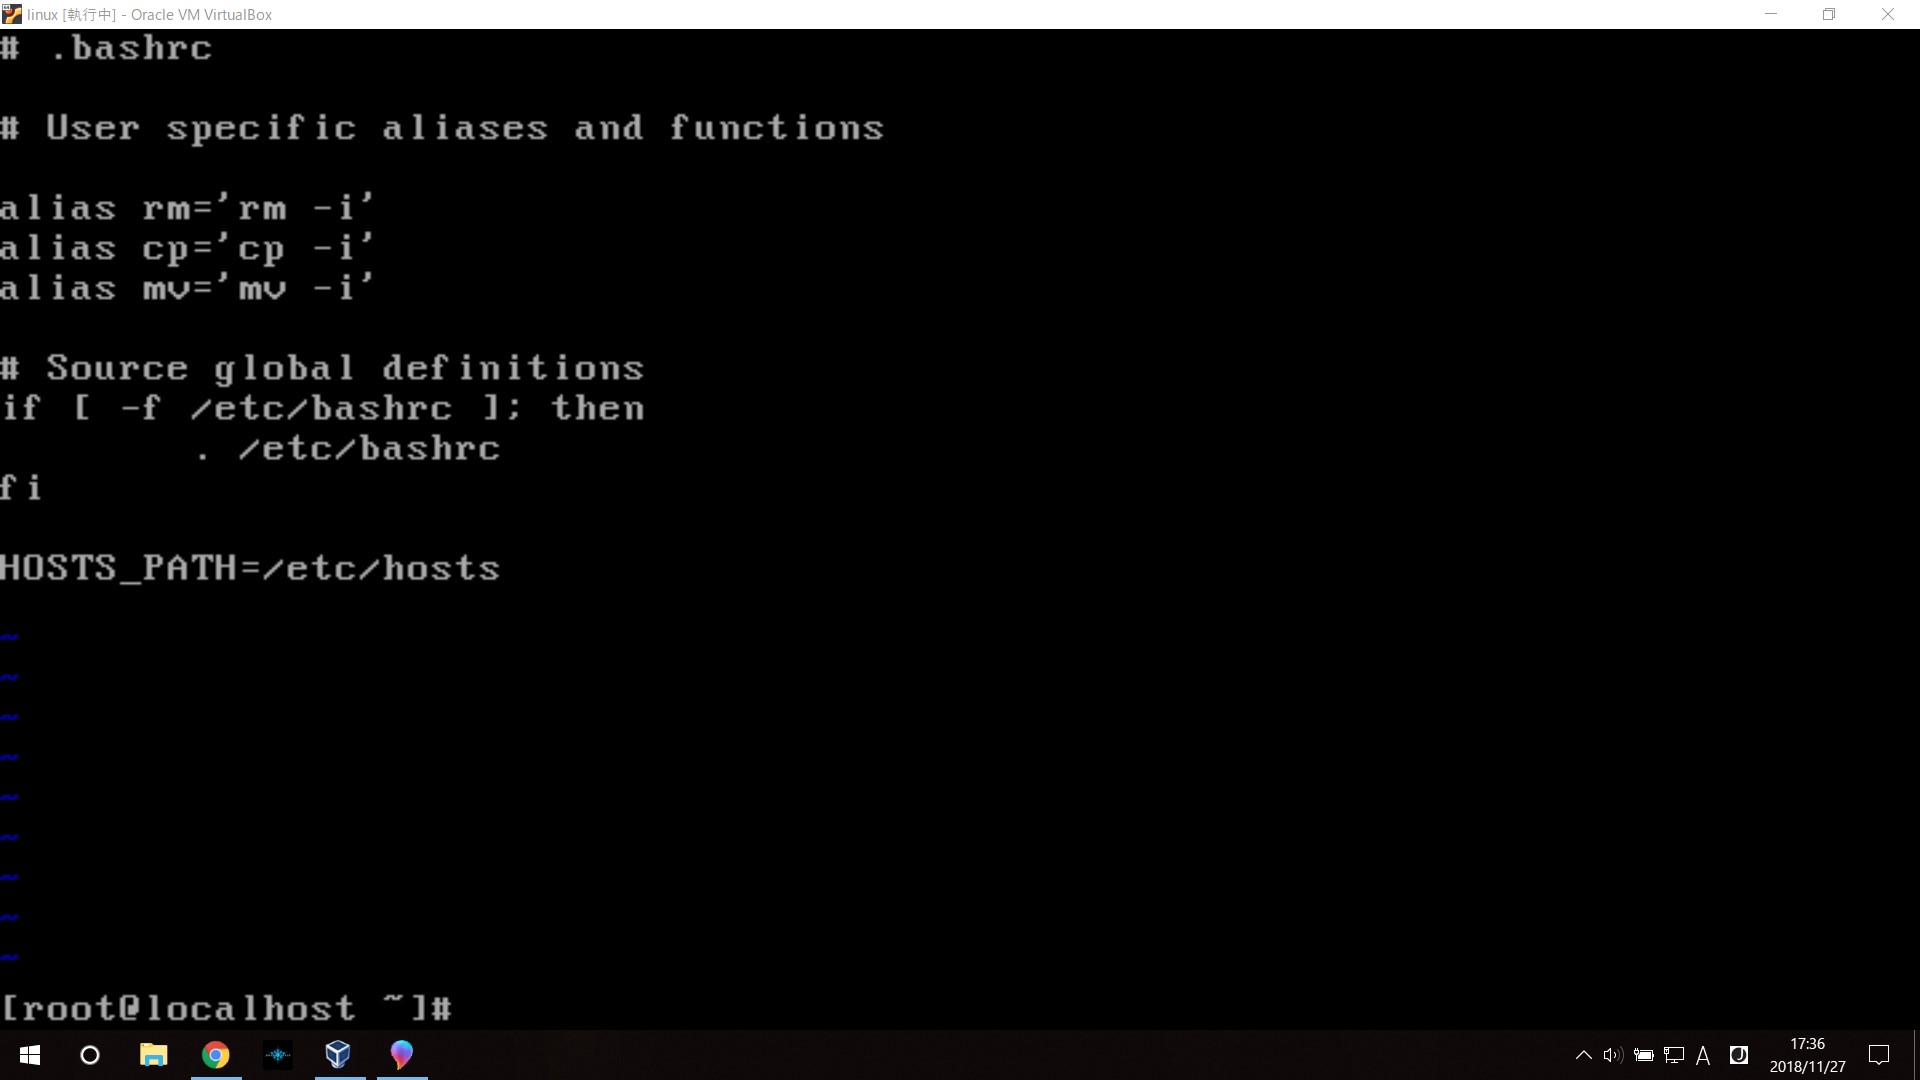 linux [執行中] - Oracle VM VirtualBox
# .bashrc
# User specific aliases and functions
alias rm='rm -i'
alias cp='cp -i'
alias mv='mv -i'
# Source global definitions
if [ -f /etc/bashrc ]; then
        . /etc/bashrc
fi
HOSTS_PATH=/etc/hosts
~
~
~
~
~
~
~
~
~
[root@localhost ~]#
A
17:36
2018/11/27